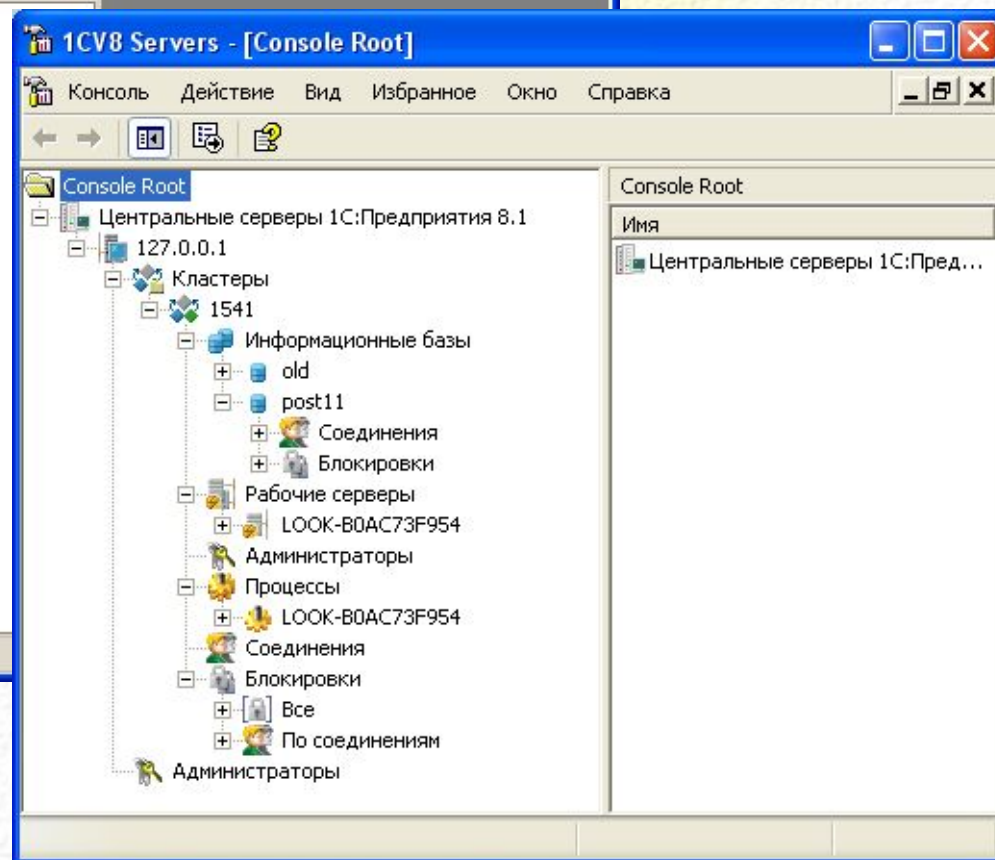 1CV8 Servers - [Console Root]
Консоль Действие Вид Избранное Окно Справка
Console Root
Центральные серверы 1С:Предприятия 8.1
127.0.0.1
Кластеры
1541
Информационные базы
old
post11
Соединения
Блокировки
Рабочие серверы
LOOK-B0AC73F954
Администраторы
Процессы
LOOK-B0AC73F954
Соединения
Блокировки
Все
По соединениям
Администраторы
Console Root
Имя
Центральные серверы 1С:Пред...